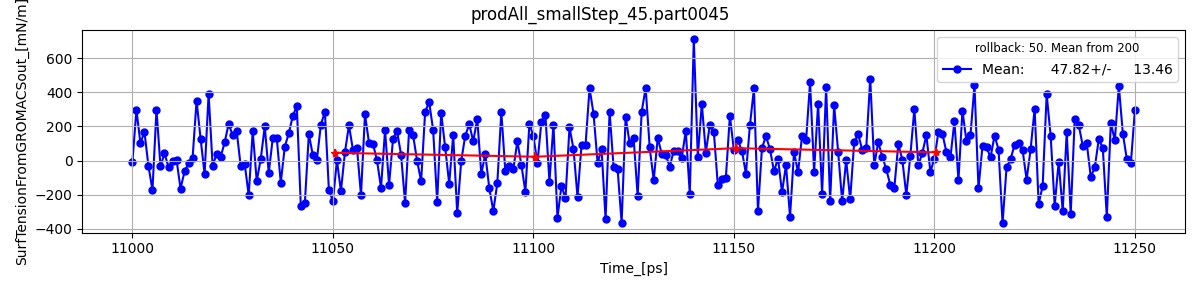 prodAll_smallStep_45.part0045
SurfTensionFromGROMACSout_[mN/m]
600
400
200
0
−200
−400
rollback: 50. Mean from 200
Mean: 47.82+/- 13.46
11000 11050 11100 11150 11200 11250
Time_[ps]